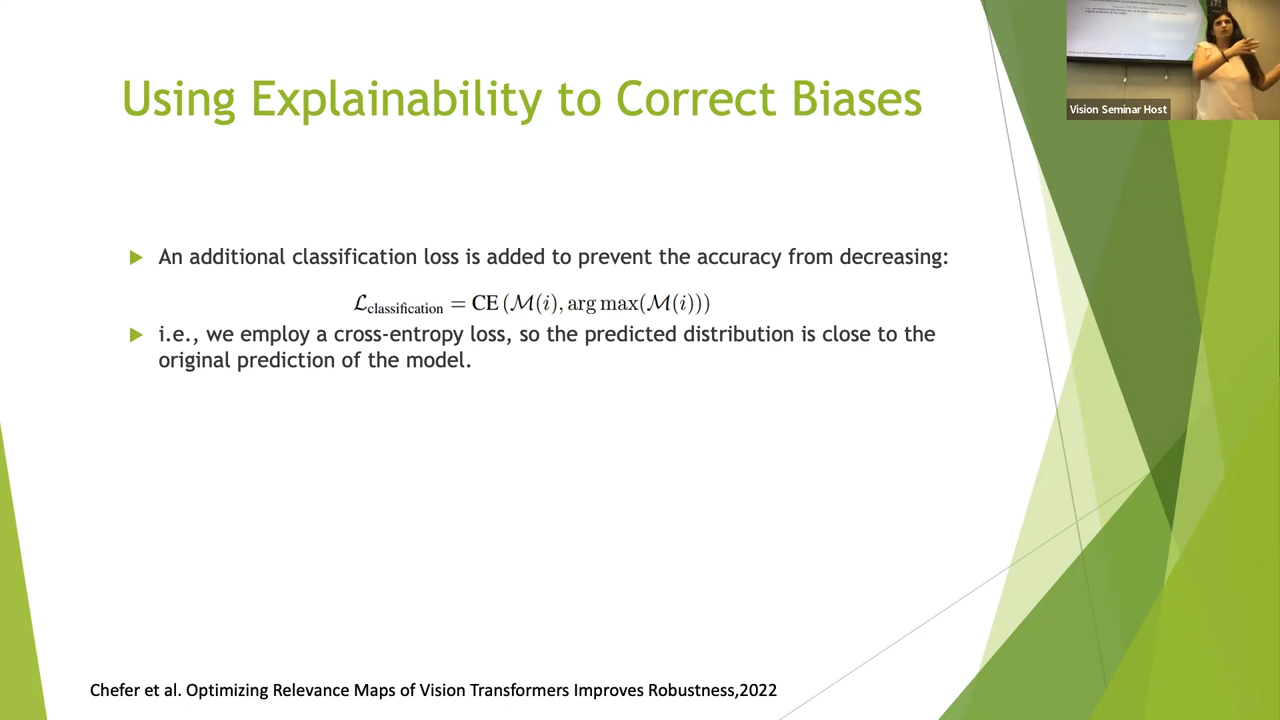 Using Explainability to Correct Biases
Vision Seminar Host
An additional classification loss is added to prevent the accuracy from decreasing:
ℒclassification = CE (ℳ(i), arg max(ℳ(i)))
i.e., we employ a cross-entropy loss, so the predicted distribution is close to the
original prediction of the model.
Chefer et al. Optimizing Relevance Maps of Vision Transformers Improves Robustness,2022